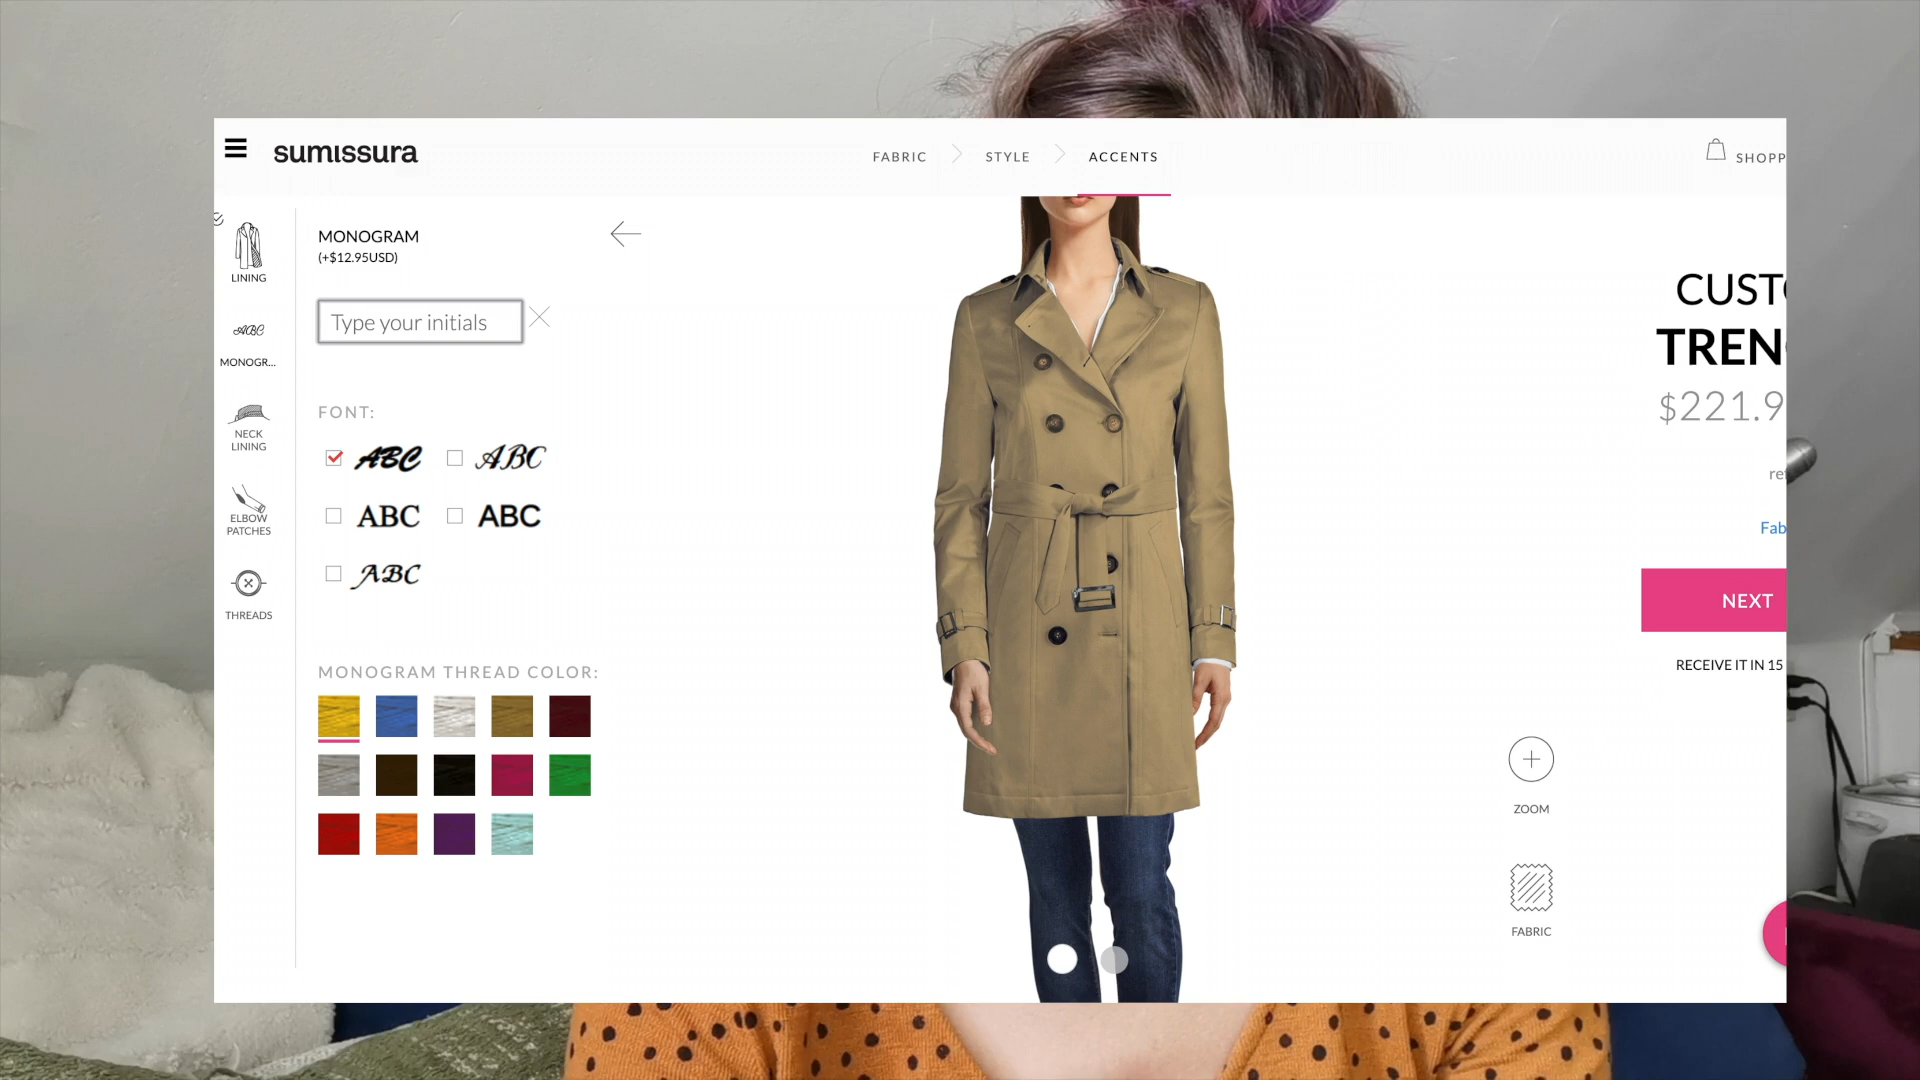 sumissura
FABRIC
STYLE
ACCENTS
SHOPP
LINING
MONOGR...
NECK
LINING
ELBOW
PATCHES
THREADS
MONOGRAM
(+$12.95USD)
Type your initials
FONT:
ABC
ABC
ABC
ABC
ABC
MONOGRAM THREAD COLOR:
CUST
TREN
$221.9
re
Fab
NEXT
RECEIVE IT IN 15
ZOOM
FABRIC